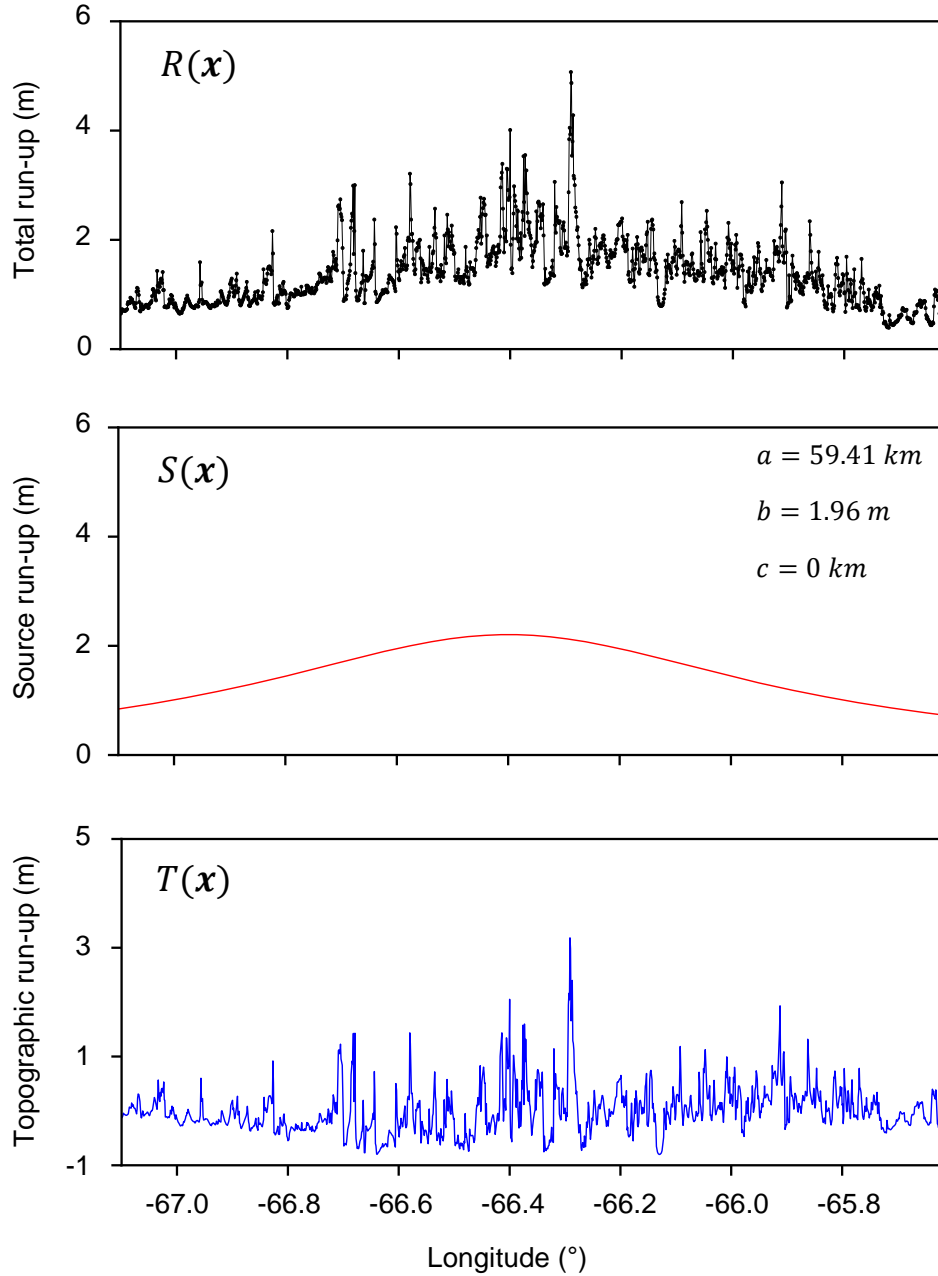 Total run-up (m)
6
4
2
0
R(x)
Source run-up (m)
6
4
2
0
S(x)
a = 59.41 km
b = 1.96 m
c = 0 km
Topographic run-up (m)
5
3
1
-1
T(x)
-67.0 -66.8 -66.6 -66.4 -66.2 -66.0 -65.8
Longitude (°)